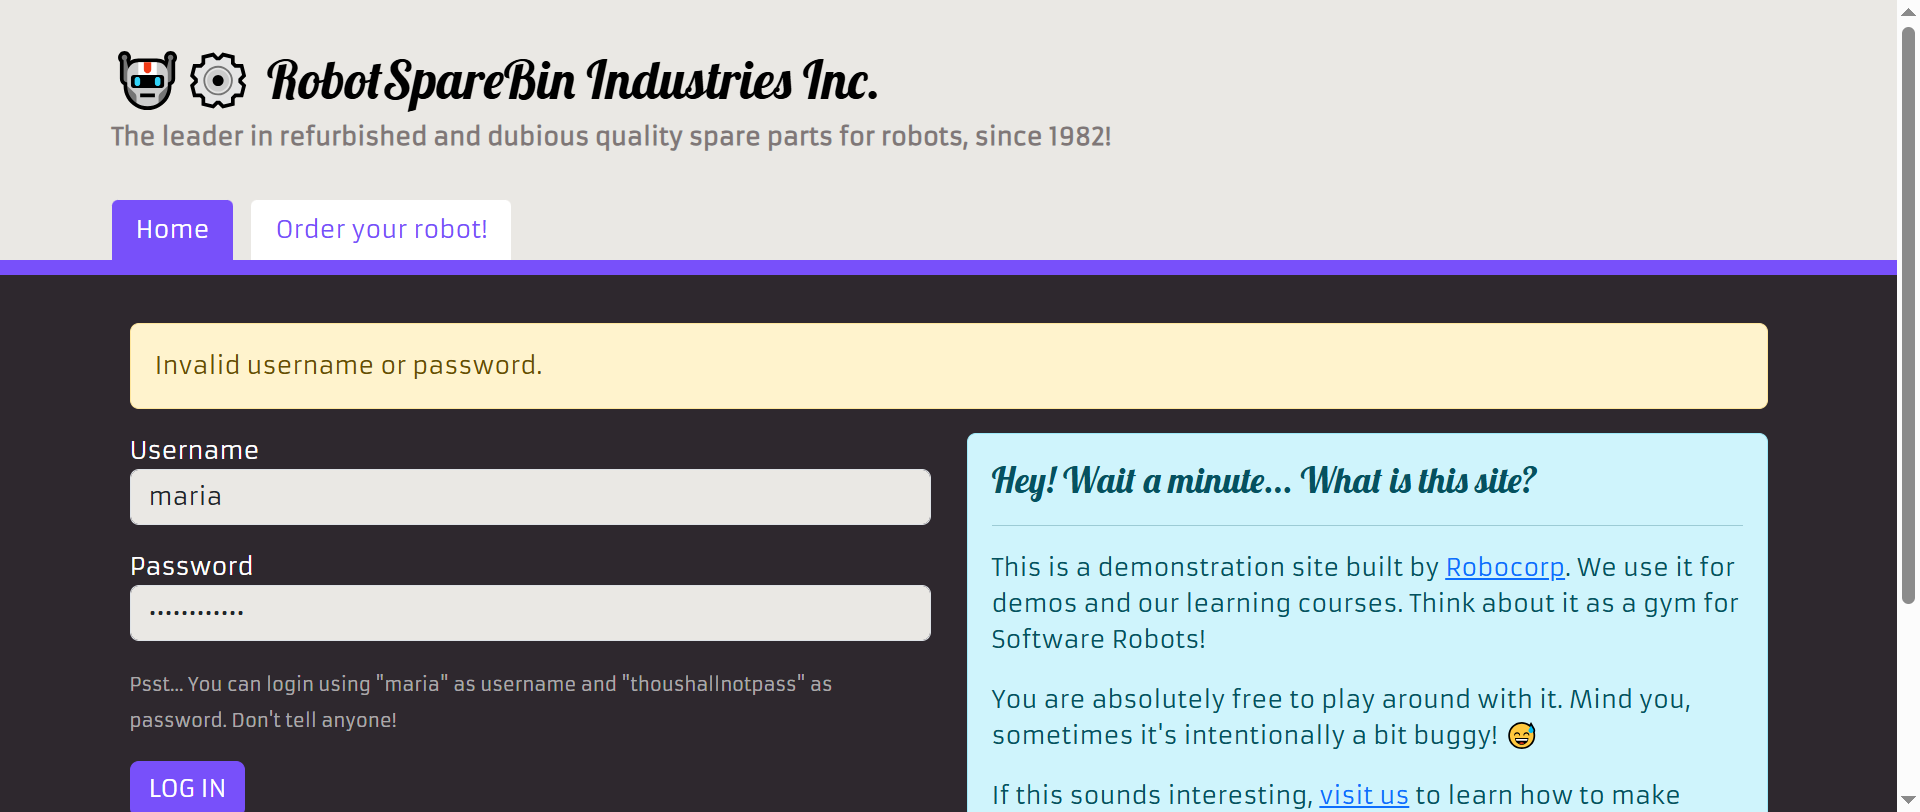 RobotSpareBin Industries Inc.
The leader in refurbished and dubious quality spare parts for robots, since 1982!
Home
Order your robot!
Invalid username or password.
Username
maria
Password
••••••••••••
Psst... You can login using "maria" as username and "thoushallnotpass" as
password. Don't tell anyone!
LOG IN
Hey! Wait a minute... What is this site?
This is a demonstration site built by Robocorp. We use it for
demos and our learning courses. Think about it as a gym for
Software Robots!
You are absolutely free to play around with it. Mind you,
sometimes it's intentionally a bit buggy! 😅
If this sounds interesting, visit us to learn how to make